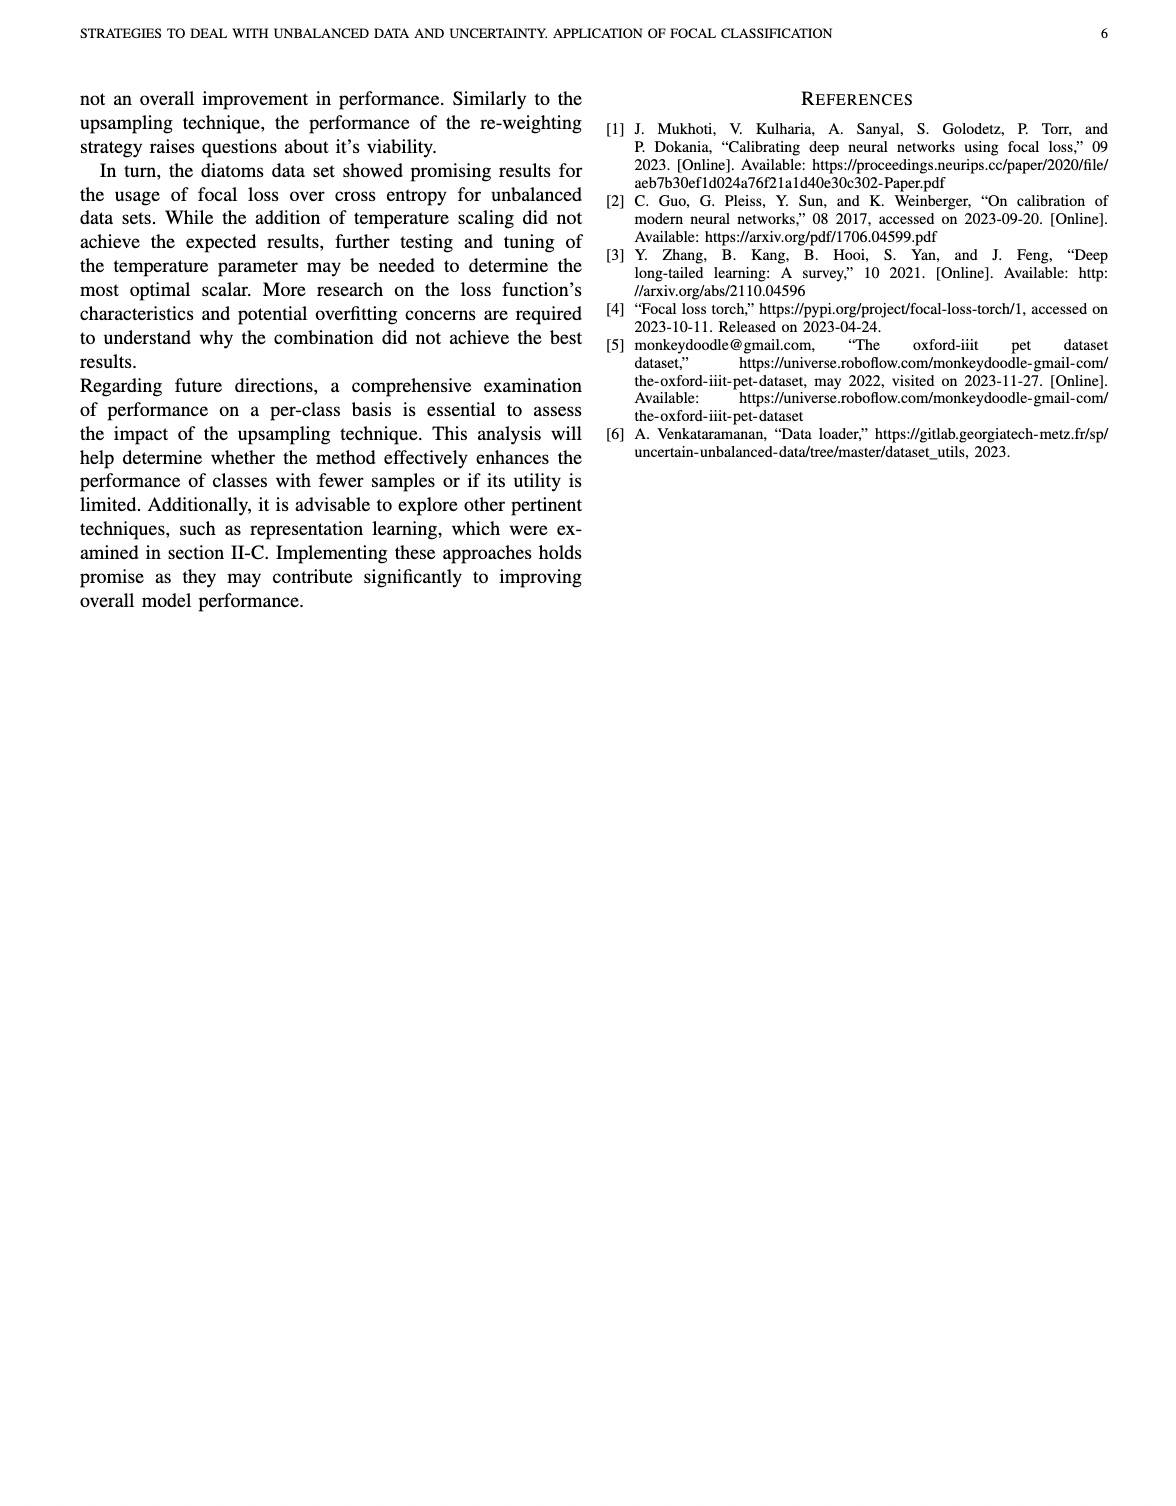 STRATEGIES TO DEAL WITH UNBALANCED DATA AND UNCERTAINTY. APPLICATION OF FOCAL CLASSIFICATION 6
not an overall improvement in performance. Similarly to the
upsampling technique, the performance of the re-weighting
strategy raises questions about it's viability.
In turn, the diatoms data set showed promising results for
the usage of focal loss over cross entropy for unbalanced
data sets. While the addition of temperature scaling did not
achieve the expected results, further testing and tuning of
the temperature parameter may be needed to determine the
most optimal scalar. More research on the loss function's
characteristics and potential overfitting concerns are required
to understand why the combination did not achieve the best
results.
Regarding future directions, a comprehensive examination
of performance on a per-class basis is essential to assess
the impact of the upsampling technique. This analysis will
help determine whether the method effectively enhances the
performance of classes with fewer samples or if its utility is
limited. Additionally, it is advisable to explore other pertinent
techniques, such as representation learning, which were ex-
amined in section II-C. Implementing these approaches holds
promise as they may contribute significantly to improving
overall model performance.
REFERENCES
[1] J. Mukhoti, V. Kulharia, A. Sanyal, S. Golodetz, P. Torr, and
P. Dokania, “Calibrating deep neural networks using focal loss,” 09
2023. [Online]. Available: https://proceedings.neurips.cc/paper/2020/file/
aeb7b30ef1d024a76f21a1d40e30c302-Paper.pdf
[2] C. Guo, G. Pleiss, Y. Sun, and K. Weinberger, “On calibration of
modern neural networks,” 08 2017, accessed on 2023-09-20. [Online].
Available: https://arxiv.org/pdf/1706.04599.pdf
[3] Y. Zhang, B. Kang, B. Hooi, S. Yan, and J. Feng, “Deep
long-tailed learning: A survey,” 10 2021. [Online]. Available: http:
//arxiv.org/abs/2110.04596
[4] “Focal loss torch,” https://pypi.org/project/focal-loss-torch/1, accessed on
2023-10-11. Released on 2023-04-24.
[5] monkeydoodle@gmail.com, “The oxford-iiit pet dataset
dataset,” https://universe.roboflow.com/monkeydoodle-gmail-com/
the-oxford-iiit-pet-dataset, may 2022, visited on 2023-11-27. [Online].
Available: https://universe.roboflow.com/monkeydoodle-gmail-com/
the-oxford-iiit-pet-dataset
[6] A. Venkataramanan, “Data loader,” https://gitlab.georgiatech-metz.fr/sp/
uncertain-unbalanced-data/tree/master/dataset_utils, 2023.